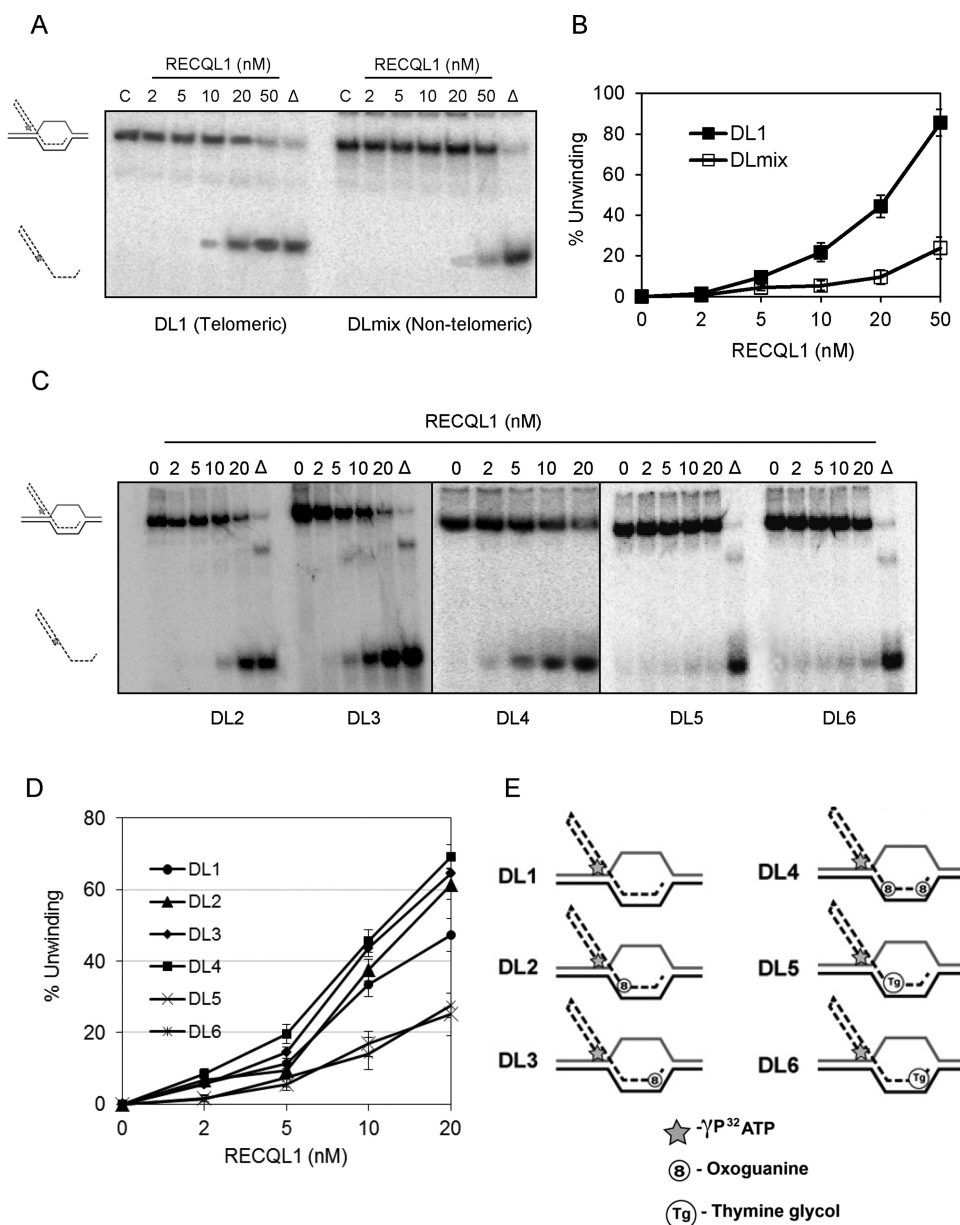 A
RECQL1 (nM)
RECQL1 (nM)
C 2 5 10 20 50 Δ
C 2 5 10 20 50 Δ
DL1 (Telomeric)
DLmix (Non-telomeric)
B
100
80
60
40
20
0
% Unwinding
DL1
DLmix
0 2 5 10 20 50
RECQL1 (nM)
C
RECQL1 (nM)
0 2 5 10 20 Δ
0 2 5 10 20 Δ
0 2 5 10 20
0 2 5 10 20 Δ
0 2 5 10 20 Δ
DL2
DL3
DL4
DL5
DL6
D
80
60
40
20
0
% Unwinding
DL1
DL2
DL3
DL4
DL5
DL6
0 2 5 10 20
RECQL1 (nM)
E
DL1
DL4
8 8
DL2
8
DL5
Tg
DL3
8
DL6
Tg
-γP³²ATP
8 - Oxoguanine
Tg - Thymine glycol